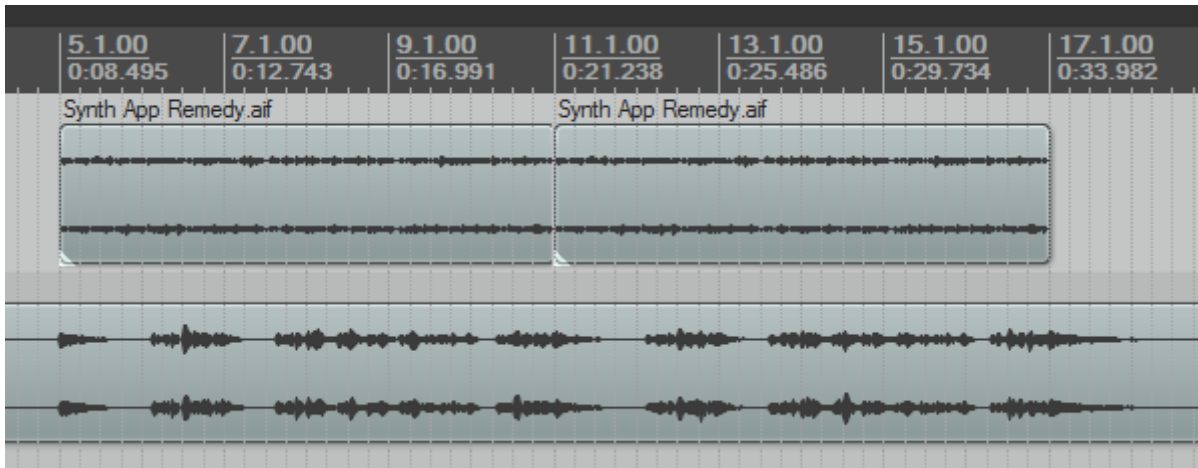 5.1.00 7.1.00 9.1.00 11.1.00 13.1.00 15.1.00 17.1.00
0:08.495 0:12.743 0:16.991 0:21.238 0:25.486 0:29.734 0:33.982
Synth App Remedy.aif Synth App Remedy.aif